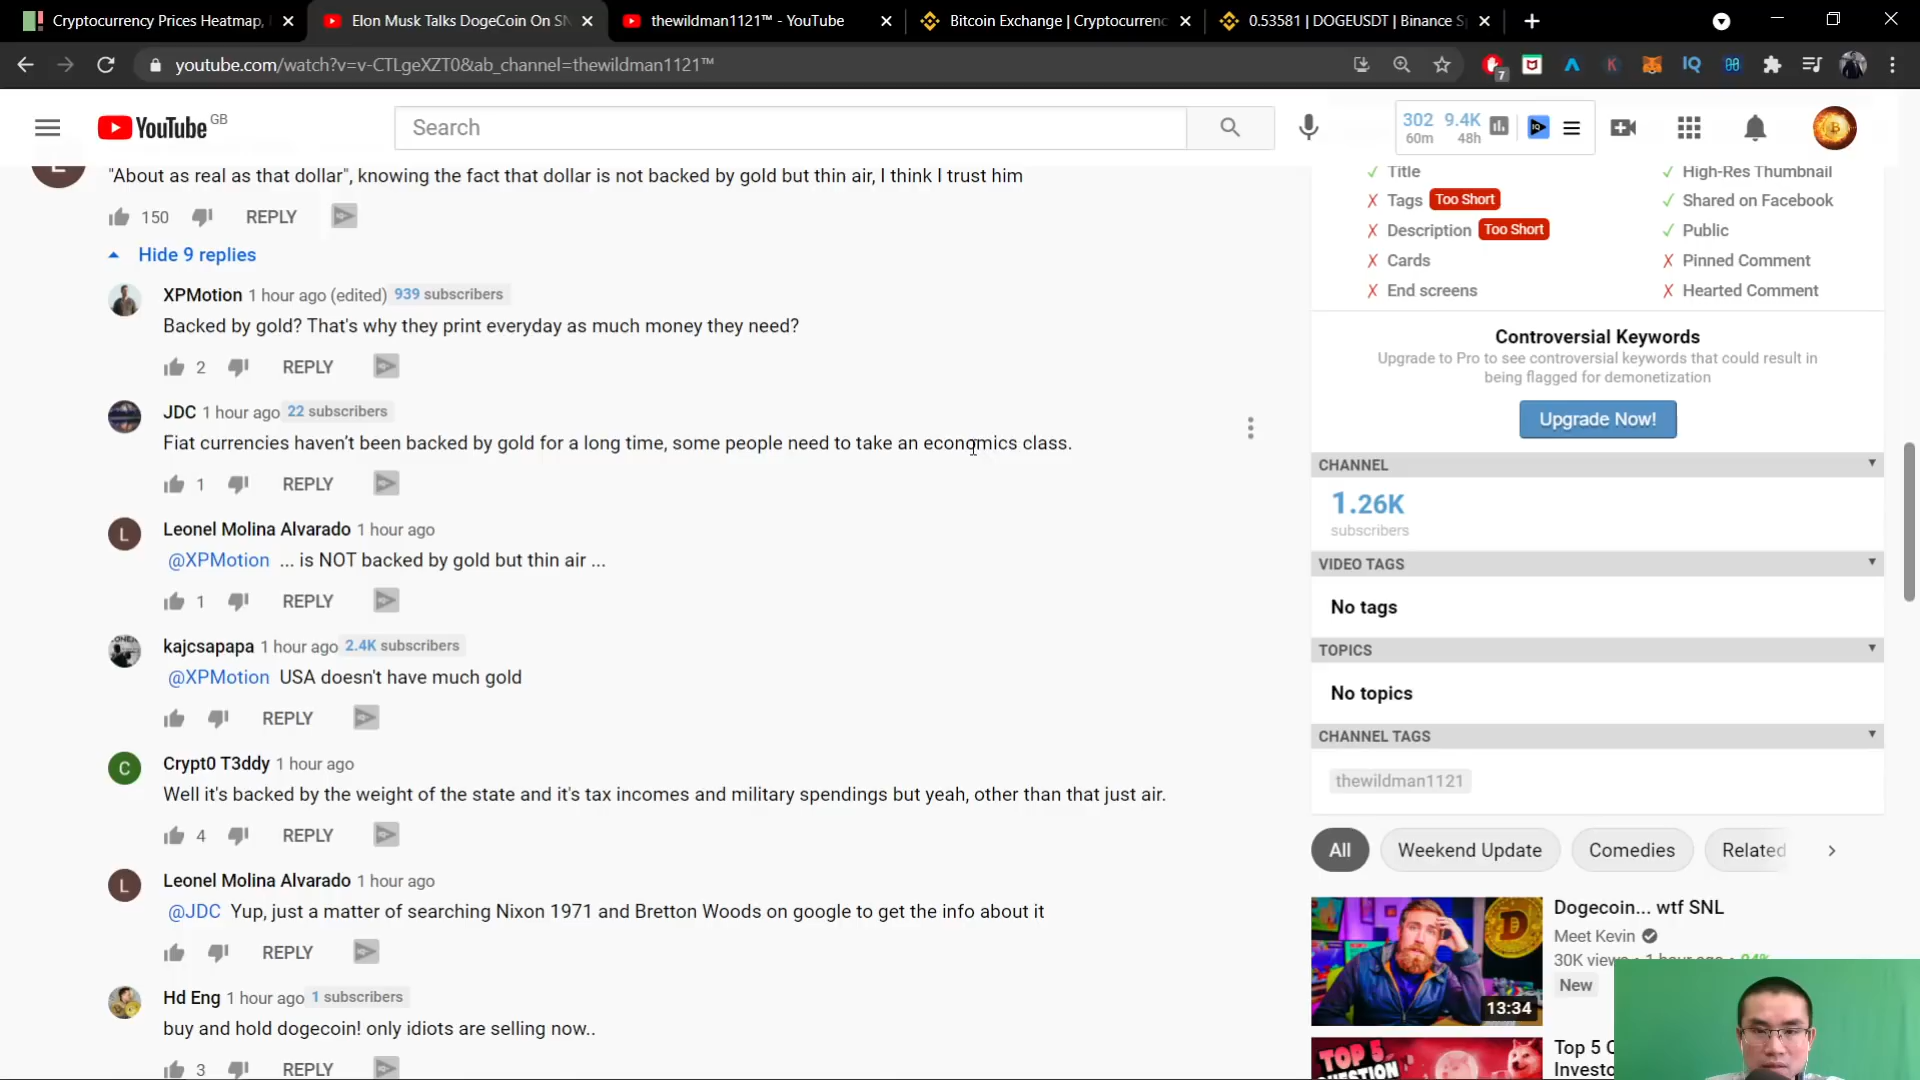 Cryptocurrency Prices Heatmap,
Elon Musk Talks DogeCoin On SN
thewildman1121™ - YouTube
Bitcoin Exchange | Cryptocurrenc
0.53581 | DOGEUSDT | Binance S
youtube.com/watch?v=v-CTLgeXZT0&ab_channel=thewildman1121™
7
IQ
YouTube GB
Search
302 9.4K
60m 48h
"About as real as that dollar", knowing the fact that dollar is not backed by gold but thin air, I think I trust him
150 REPLY
Hide 9 replies
XPMotion 1 hour ago (edited) 939 subscribers
Backed by gold? That's why they print everyday as much money they need?
2 REPLY
JDC 1 hour ago 22 subscribers
Fiat currencies haven't been backed by gold for a long time, some people need to take an economics class.
1 REPLY
L
Leonel Molina Alvarado 1 hour ago
@XPMotion ... is NOT backed by gold but thin air ...
1 REPLY
kajcsapapa 1 hour ago 2.4K subscribers
@XPMotion USA doesn't have much gold
REPLY
C
Crypt0 T3ddy 1 hour ago
Well it's backed by the weight of the state and it's tax incomes and military spendings but yeah, other than that just air.
4 REPLY
L
Leonel Molina Alvarado 1 hour ago
@JDC Yup, just a matter of searching Nixon 1971 and Bretton Woods on google to get the info about it
REPLY
Hd Eng 1 hour ago 1 subscribers
buy and hold dogecoin! only idiots are selling now..
3 REPLY
Title
High-Res Thumbnail
Tags Too Short
Shared on Facebook
Description Too Short
Public
Cards
Pinned Comment
End screens
Hearted Comment
Controversial Keywords
Upgrade to Pro to see controversial keywords that could result in
being flagged for demonetization
Upgrade Now!
CHANNEL
1.26K
subscribers
VIDEO TAGS
No tags
TOPICS
No topics
CHANNEL TAGS
thewildman1121
All
Weekend Update
Comedies
Related
Dogecoin... wtf SNL
Meet Kevin
30K views • 1 hour ago •
New
13:34
TOP 5
QUESTION
Top 5
Investo